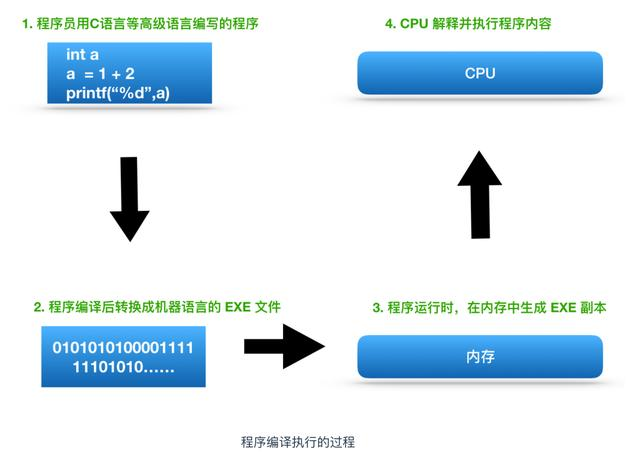 1. 程序员用C语言等高级语言编写的程序
int a
a = 1 + 2
printf(“%d”,a)
2. 程序编译后转换成机器语言的 EXE 文件
0101010100001111
11101010……
3. 程序运行时，在内存中生成 EXE 副本
内存
4. CPU 解释并执行程序内容
CPU
程序编译执行的过程